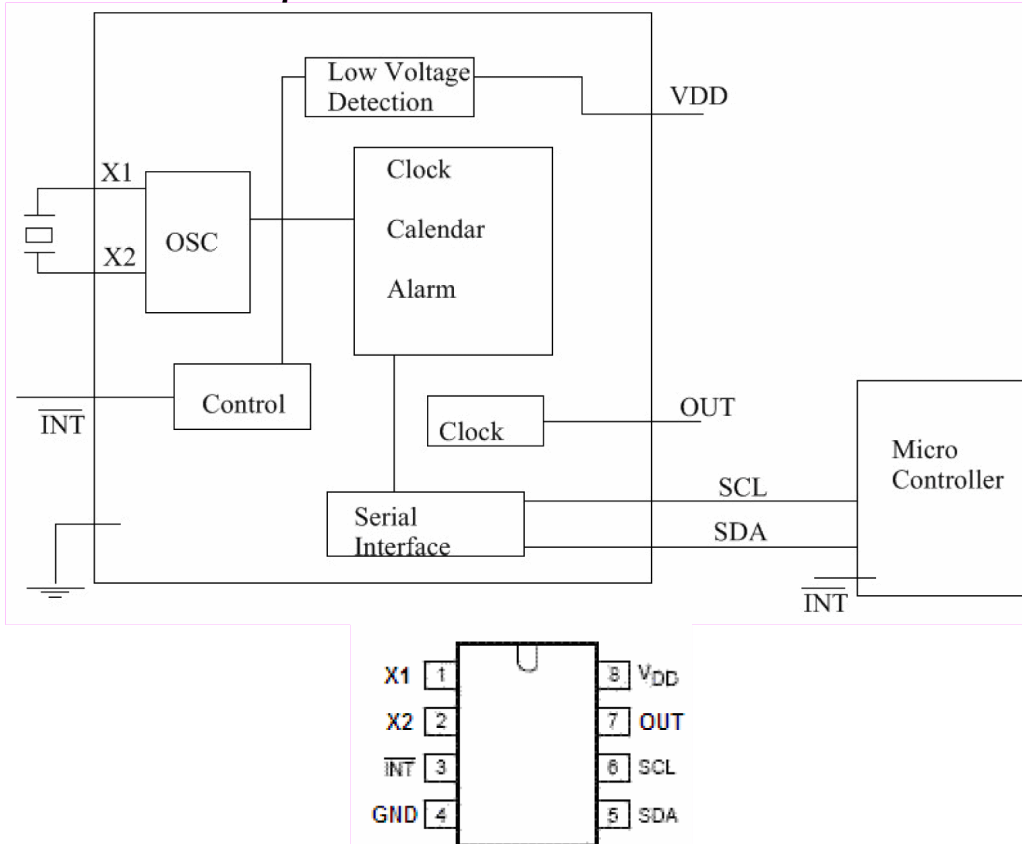 Low Voltage
Detection
VDD
Clock
Calendar
Alarm
X1
OSC
X2
Control
INT
Clock
OUT
Micro
Controller
SCL
Serial
Interface
SDA
INT
X1 1
8 VDD
X2 2
7 OUT
INT 3
6 SCL
GND 4
5 SDA